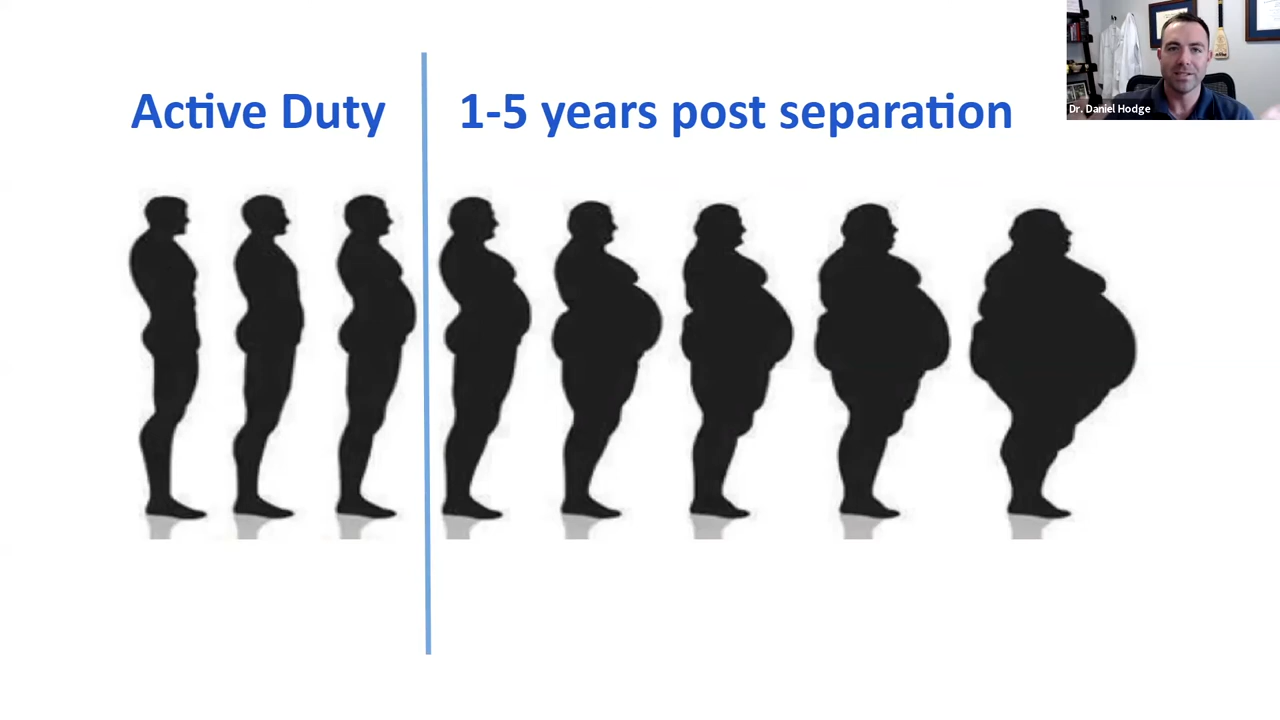 Active Duty
1-5 years post separation
Dr. Daniel Hodge